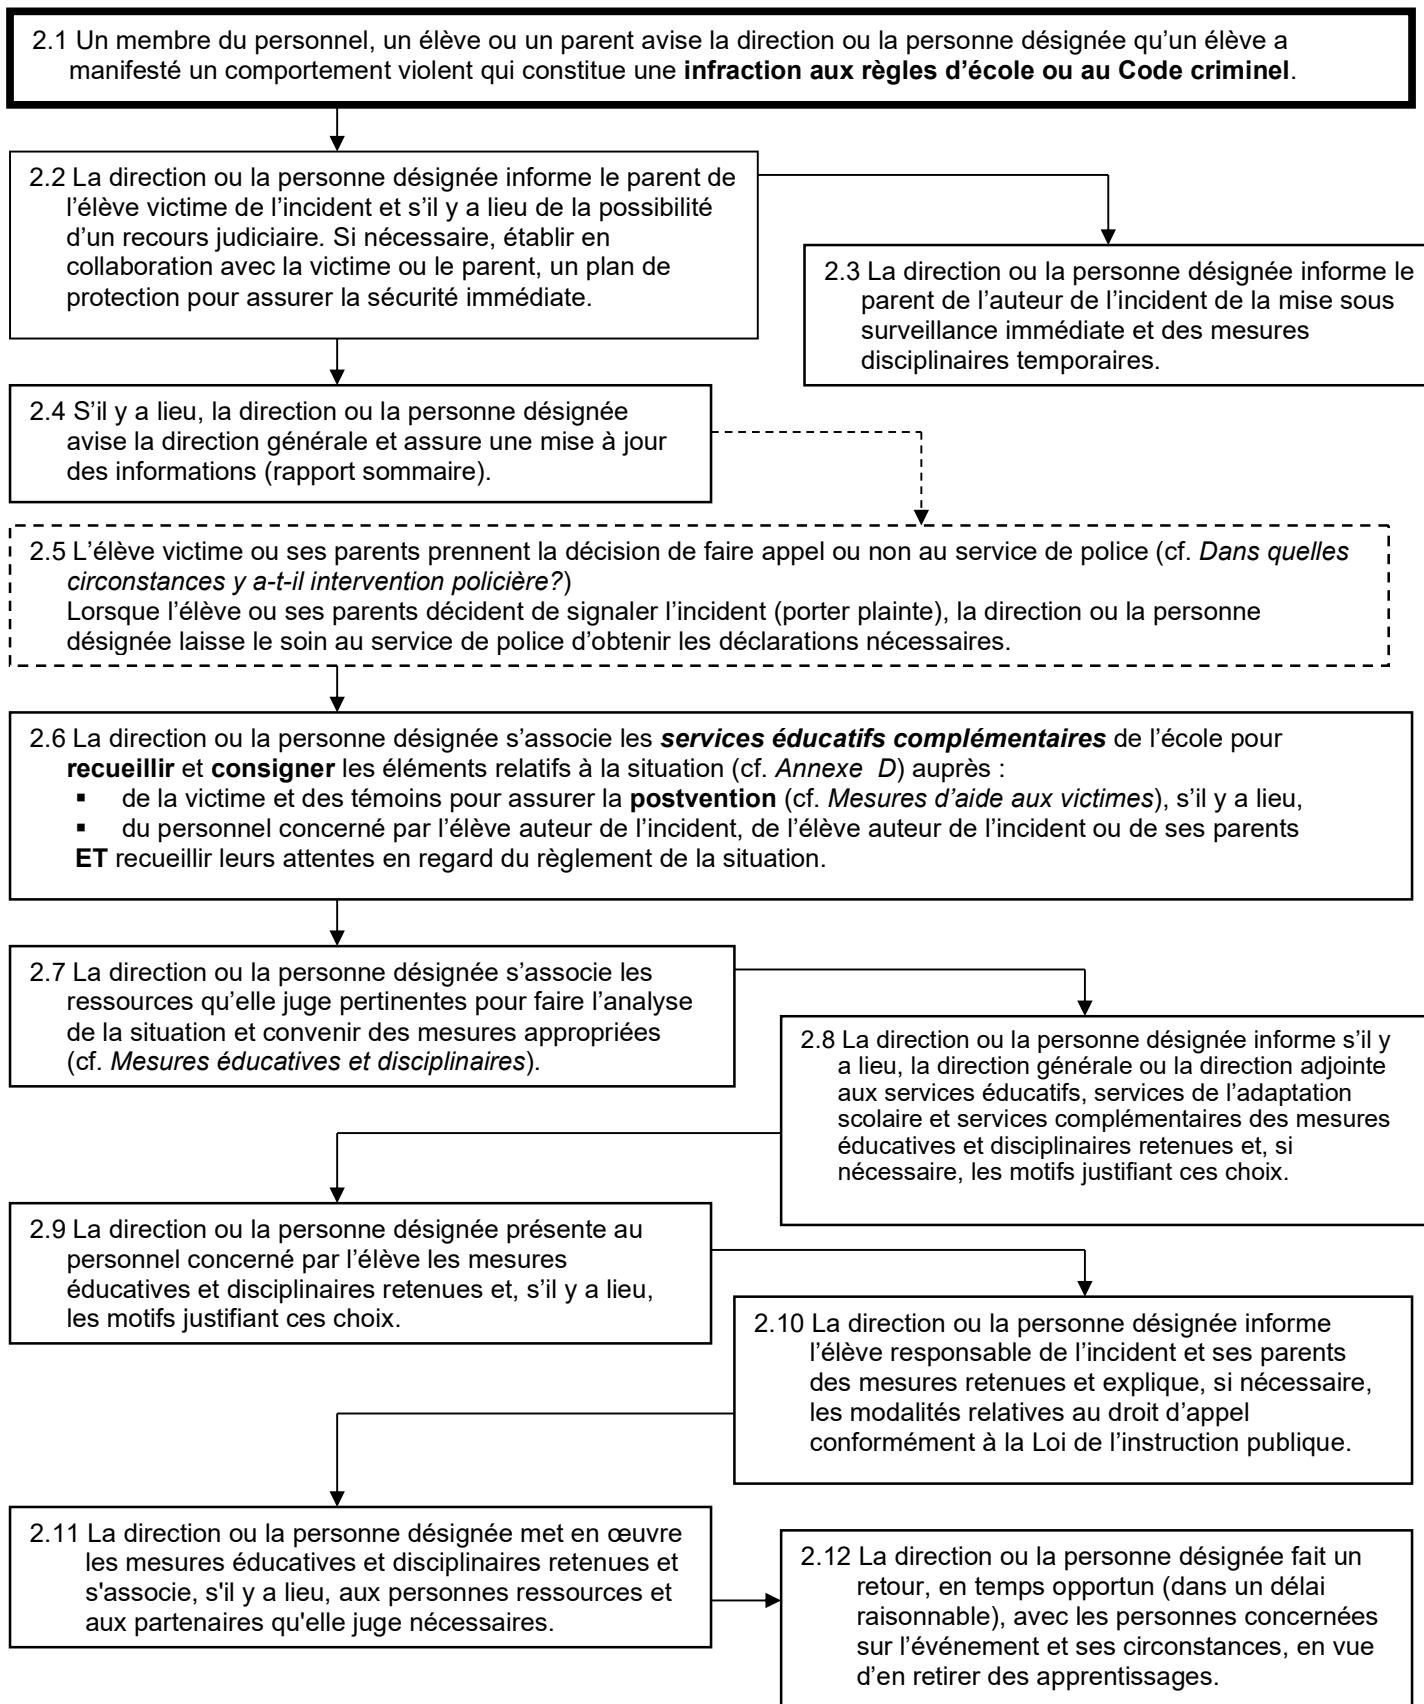 2.1 Un membre du personnel, un élève ou un parent avise la direction ou la personne désignée qu’un élève a
manifesté un comportement violent qui constitue une infraction aux règles d’école ou au Code criminel.
2.2 La direction ou la personne désignée informe le parent de
l’élève victime de l’incident et s’il y a lieu de la possibilité
d’un recours judiciaire. Si nécessaire, établir en
collaboration avec la victime ou le parent, un plan de
protection pour assurer la sécurité immédiate.
2.3 La direction ou la personne désignée informe le
parent de l’auteur de l’incident de la mise sous
surveillance immédiate et des mesures
disciplinaires temporaires.
2.4 S’il y a lieu, la direction ou la personne désignée
avise la direction générale et assure une mise à jour
des informations (rapport sommaire).
2.5 L’élève victime ou ses parents prennent la décision de faire appel ou non au service de police (cf. Dans quelles
circonstances y a-t-il intervention policière?)
Lorsque l’élève ou ses parents décident de signaler l’incident (porter plainte), la direction ou la personne
désignée laisse le soin au service de police d’obtenir les déclarations nécessaires.
2.6 La direction ou la personne désignée s’associe les services éducatifs complémentaires de l’école pour
recueillir et consigner les éléments relatifs à la situation (cf. Annexe D) auprès :
▪ de la victime et des témoins pour assurer la postvention (cf. Mesures d’aide aux victimes), s’il y a lieu,
▪ du personnel concerné par l’élève auteur de l’incident, de l’élève auteur de l’incident ou de ses parents
ET recueillir leurs attentes en regard du règlement de la situation.
2.7 La direction ou la personne désignée s’associe les
ressources qu’elle juge pertinentes pour faire l’analyse
de la situation et convenir des mesures appropriées
(cf. Mesures éducatives et disciplinaires).
2.8 La direction ou la personne désignée informe s’il y
a lieu, la direction générale ou la direction adjointe
aux services éducatifs, services de l’adaptation
scolaire et services complémentaires des mesures
éducatives et disciplinaires retenues et, si
nécessaire, les motifs justifiant ces choix.
2.9 La direction ou la personne désignée présente au
personnel concerné par l’élève les mesures
éducatives et disciplinaires retenues et, s’il y a lieu,
les motifs justifiant ces choix.
2.10 La direction ou la personne désignée informe
l’élève responsable de l’incident et ses parents
des mesures retenues et explique, si nécessaire,
les modalités relatives au droit d’appel
conformément à la Loi de l’instruction publique.
2.11 La direction ou la personne désignée met en œuvre
les mesures éducatives et disciplinaires retenues et
s'associe, s'il y a lieu, aux personnes ressources et
aux partenaires qu'elle juge nécessaires.
2.12 La direction ou la personne désignée fait un
retour, en temps opportun (dans un délai
raisonnable), avec les personnes concernées
sur l’événement et ses circonstances, en vue
d’en retirer des apprentissages.